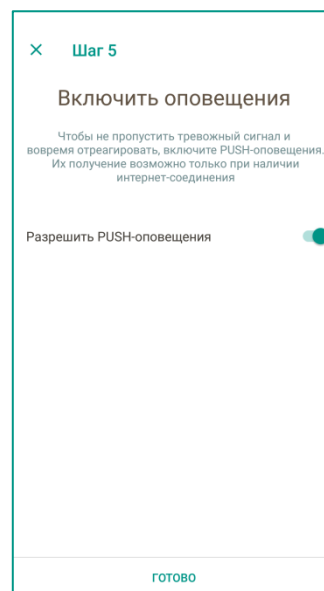 Шаг 5
Включить оповещения
Чтобы не пропустить тревожный сигнал и
вовремя отреагировать, включите PUSH-оповещения.
Их получение возможно только при наличии
интернет-соединения
Разрешить PUSH-оповещения
ГОТОВО